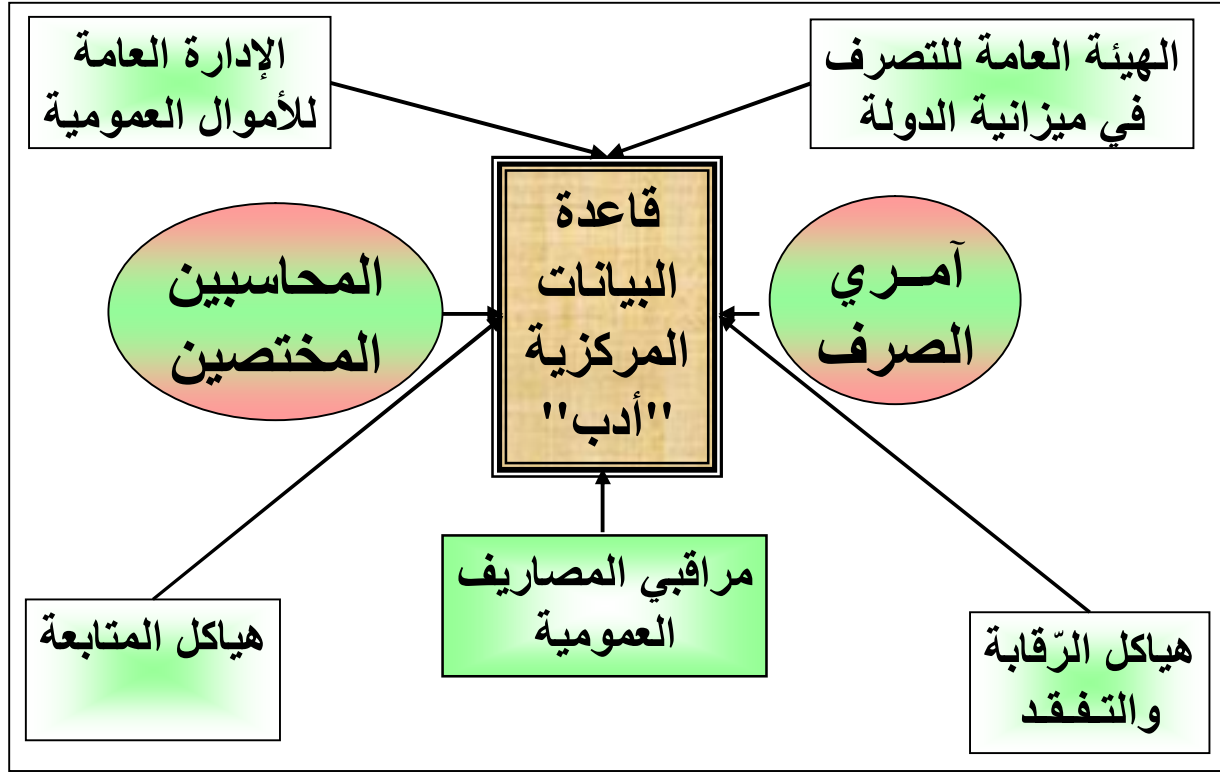 الهيئة العامة للتصرف
في ميزانية الدولة
الإدارة العامة
للأموال العمومية
قاعدة
البيانات
المركزية
"أدب"
آمــري
الصرف
المحاسبين
المختصين
مراقبي المصاريف
العمومية
هياكل الرّقابة
والتـفـقـد
هياكل المتابعة